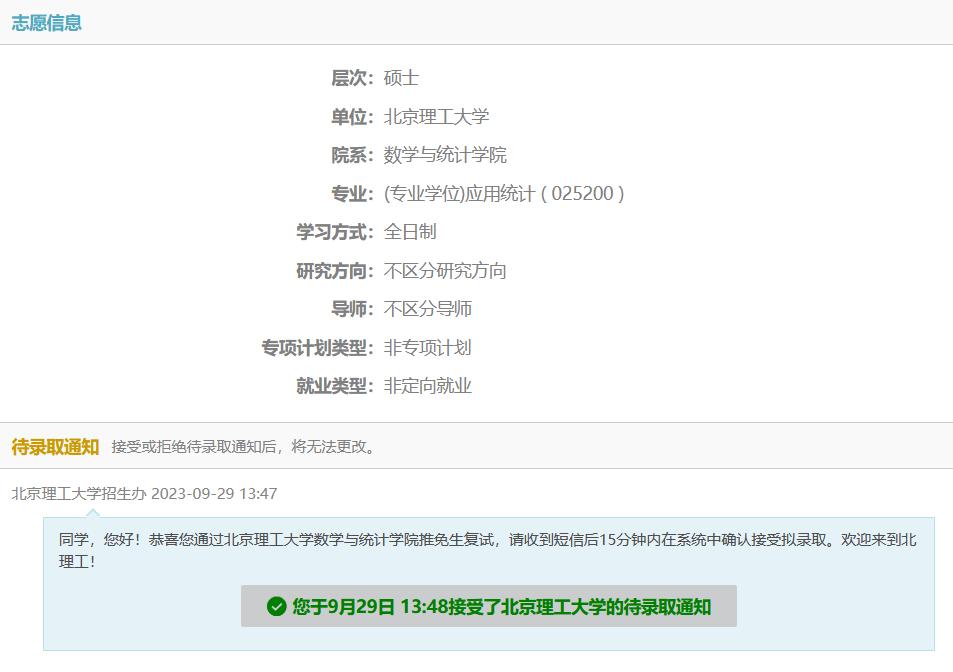 志愿信息
层次：硕士
单位：北京理工大学
院系：数学与统计学院
专业：(专业学位)应用统计 ( 025200 )
学习方式：全日制
研究方向：不区分研究方向
导师：不区分导师
专项计划类型：非专项计划
就业类型：非定向就业
待录取通知 接受或拒绝待录取通知后，将无法更改。
北京理工大学招生办 2023-09-29 13:47
同学，您好！恭喜您通过北京理工大学数学与统计学院推免生复试，请收到短信后15分钟内在系统中确认接受拟录取。欢迎来到北
理工！
您于9月29日 13:48接受了北京理工大学的待录取通知